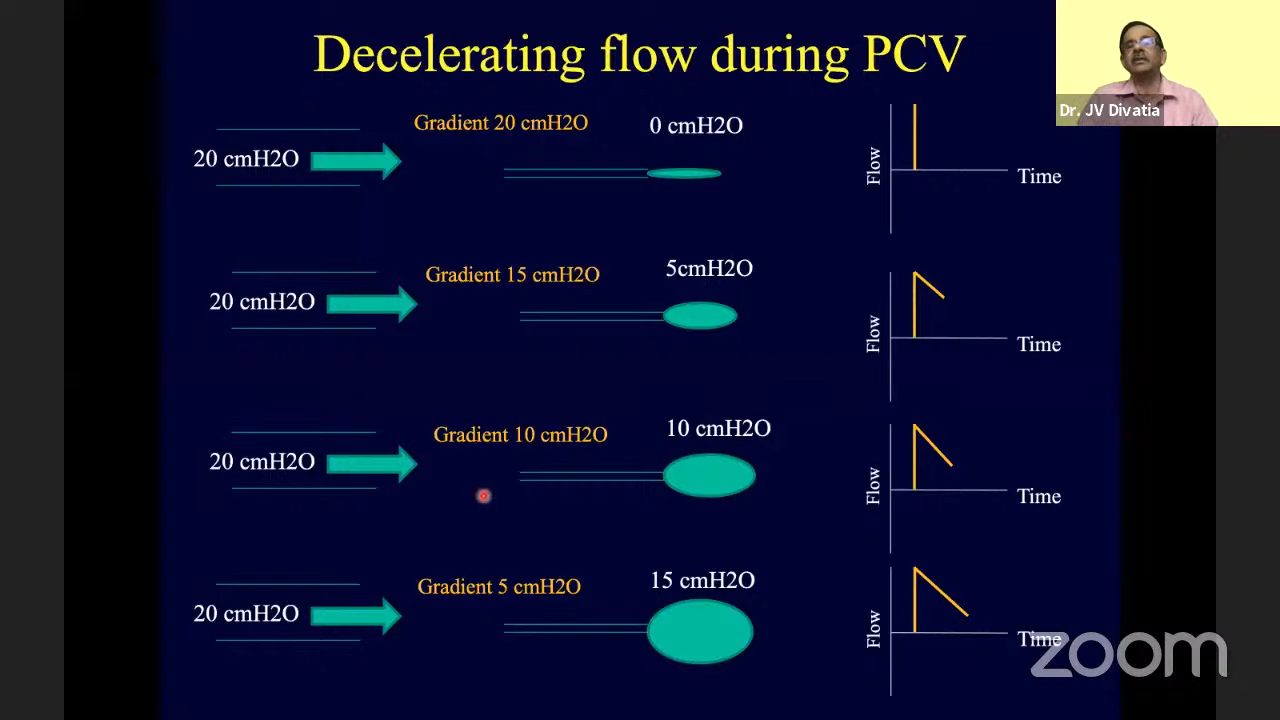 Decelerating flow during PCV
Dr. JV Divatia
20 cmH2O
Gradient 20 cmH2O
0 cmH2O
Flow
Time
20 cmH2O
Gradient 15 cmH2O
5cmH2O
Flow
Time
20 cmH2O
Gradient 10 cmH2O
10 cmH2O
Flow
Time
20 cmH2O
Gradient 5 cmH2O
15 cmH2O
Flow
Time
zoom